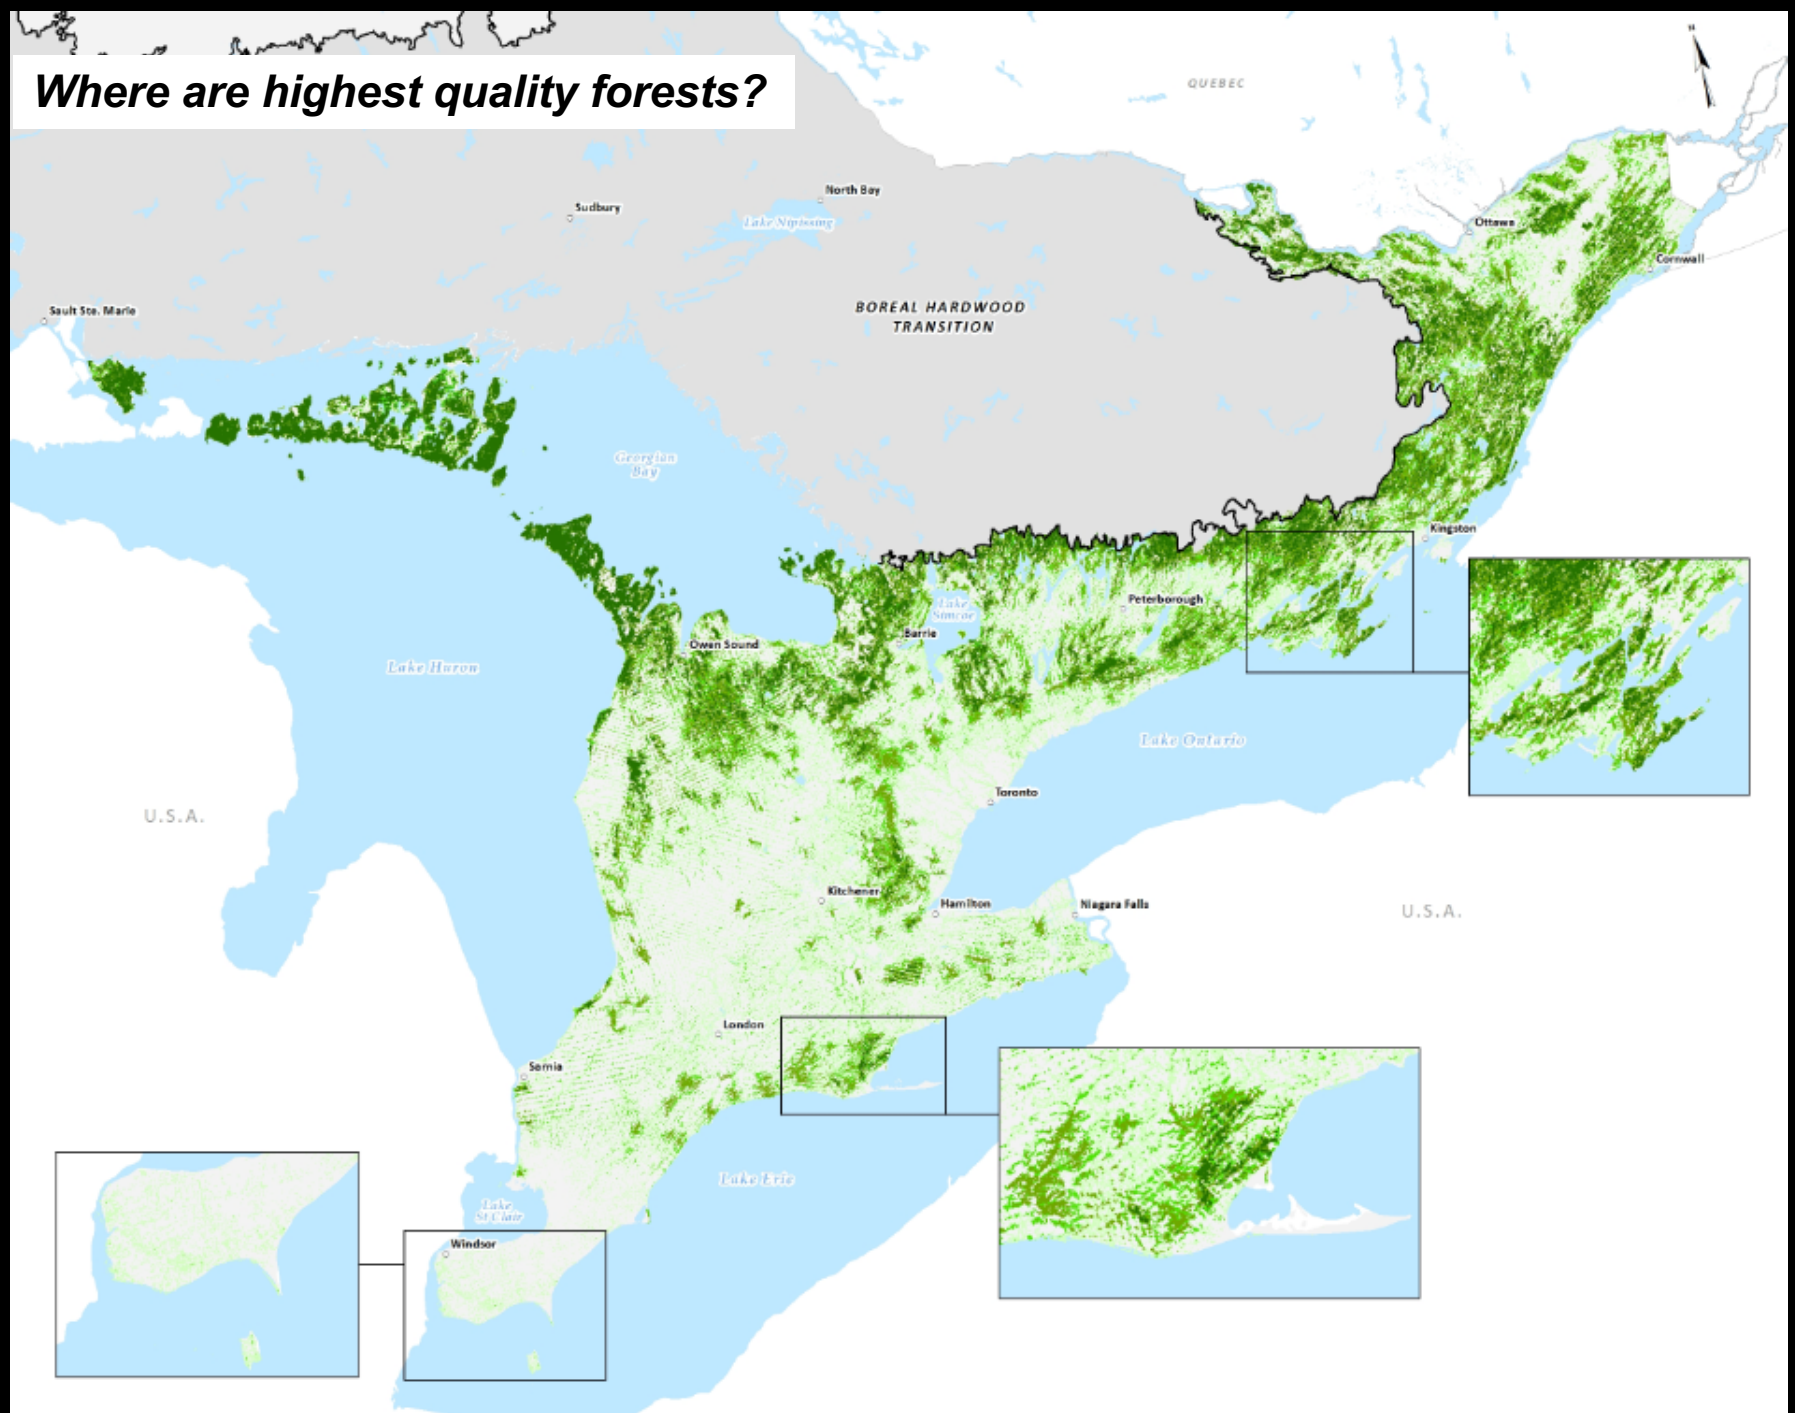 Where are highest quality forests?
N
QUEBEC
North Bay
Sudbury
Lake Nipissing
Ottawa
Cornwall
Sault Ste. Marie
BOREAL HARDWOOD
TRANSITION
Georgian
Bay
Kingston
Peterborough
Lake
Simcoe
Barrie
Owen Sound
Lake Huron
Lake Ontario
Toronto
U.S.A.
Kitchener
Hamilton
Niagara Falls
U.S.A.
London
Sarnia
Lake Erie
Lake
St Clair
Windsor